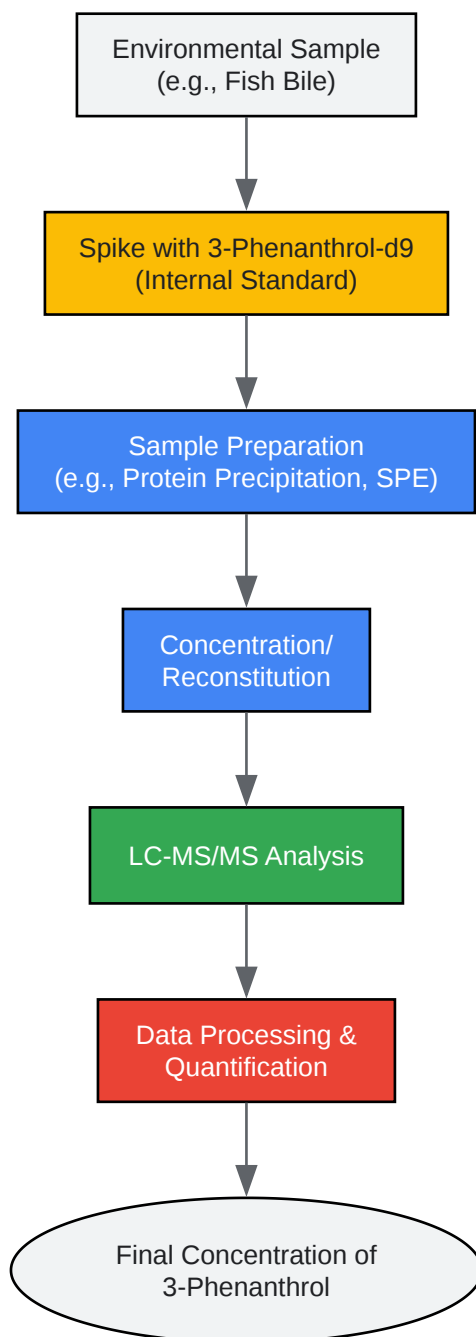 Environmental Sample
(e.g., Fish Bile)
Spike with 3-Phenanthrol-d9
(Internal Standard)
Sample Preparation
(e.g., Protein Precipitation, SPE)
Concentration/
Reconstitution
LC-MS/MS Analysis
Data Processing &
Quantification
Final Concentration of
3-Phenanthrol